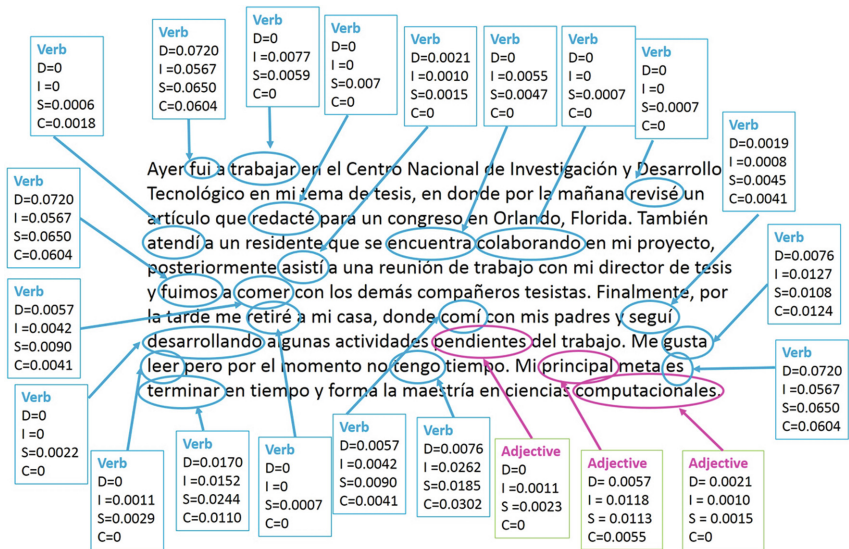 Verb
D=0
I =0
S=0.0006
C=0.0018
Verb
D=0.0720
I =0.0567
S=0.0650
C=0.0604
Verb
D=0
I =0.0077
S=0.0059
C=0
Verb
D=0
I =0
S=0.007
C=0
Verb
D=0.0021
I =0.0010
S=0.0015
C=0
Verb
D=0
I =0.0055
S=0.0047
C=0
Verb
D=0
I =0
S=0.0007
C=0
Verb
D=0
I =0
S=0.0007
C=0
Verb
D=0.0019
I =0.0008
S=0.0045
C=0.0041
Verb
D=0.0720
I =0.0567
S=0.0650
C=0.0604
Ayer fui a trabajar en el Centro Nacional de Investigación y Desarrollo
Tecnológico en mi tema de tesis, en donde por la mañana revisé un
artículo que redacté para un congreso en Orlando, Florida. También
atendí a un residente que se encuentra colaborando en mi proyecto,
posteriormente asistí a una reunión de trabajo con mi director de tesis
y fuimos a comer con los demás compañeros tesistas. Finalmente, por
la tarde me retiré a mi casa, donde comí con mis padres y seguí
desarrollando algunas actividades pendientes del trabajo. Me gusta
leer pero por el momento no tengo tiempo. Mi principal meta es
terminar en tiempo y forma la maestría en ciencias computacionales.
Verb
D=0.0076
I =0.0127
S=0.0108
C=0.0124
Verb
D=0.0057
I =0.0042
S=0.0090
C=0.0041
Verb
D=0.0720
I =0.0567
S=0.0650
C=0.0604
Verb
D=0
I =0
S=0.0022
C=0
Verb
D=0
I =0.0011
S=0.0029
C=0
Verb
D=0.0170
I =0.0152
S=0.0244
C=0.0110
Verb
D=0
I =0
S=0.0007
C=0
Verb
D=0.0057
I =0.0042
S=0.0090
C=0.0041
Verb
D=0.0076
I =0.0262
S=0.0185
C=0.0302
Adjective
D=0
I =0.0011
S=0.0023
C=0
Adjective
D= 0.0057
I = 0.0118
S = 0.0113
C=0.0055
Adjective
D= 0.0021
I = 0.0010
S = 0.0015
C=0